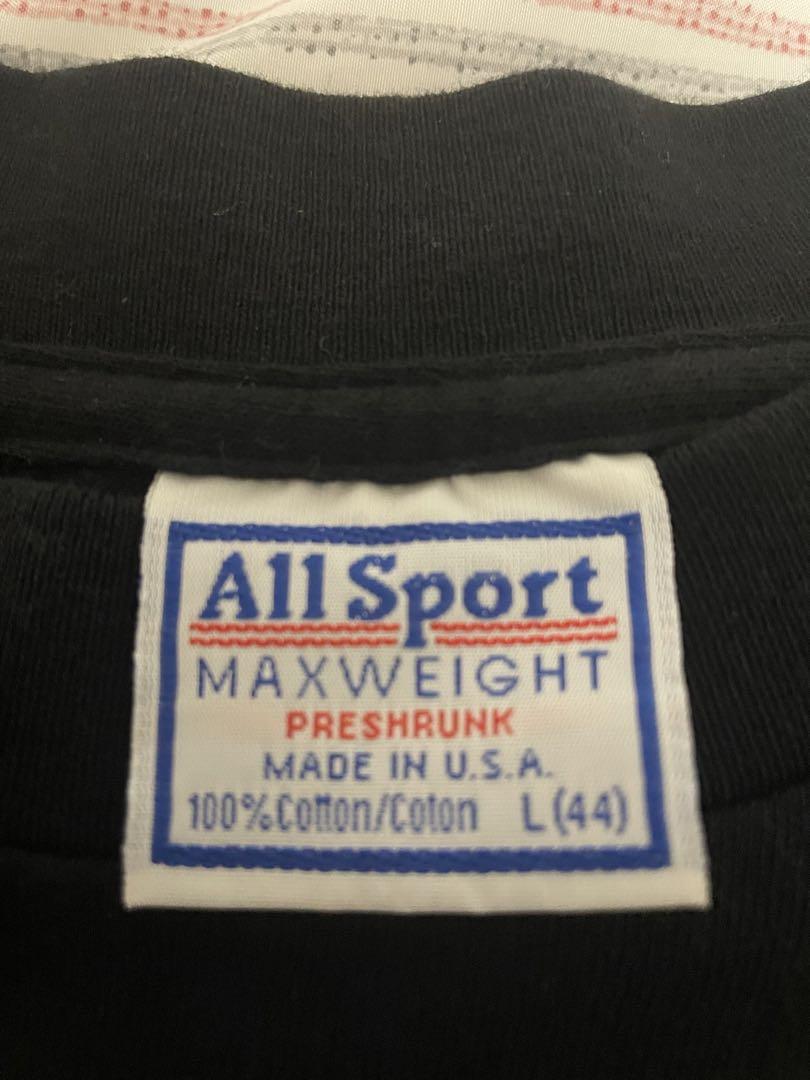 All Sport
MAXWEIGHT
PRESHRUNK
MADE IN U.S.A.
100% Cotton/Coton L (44)